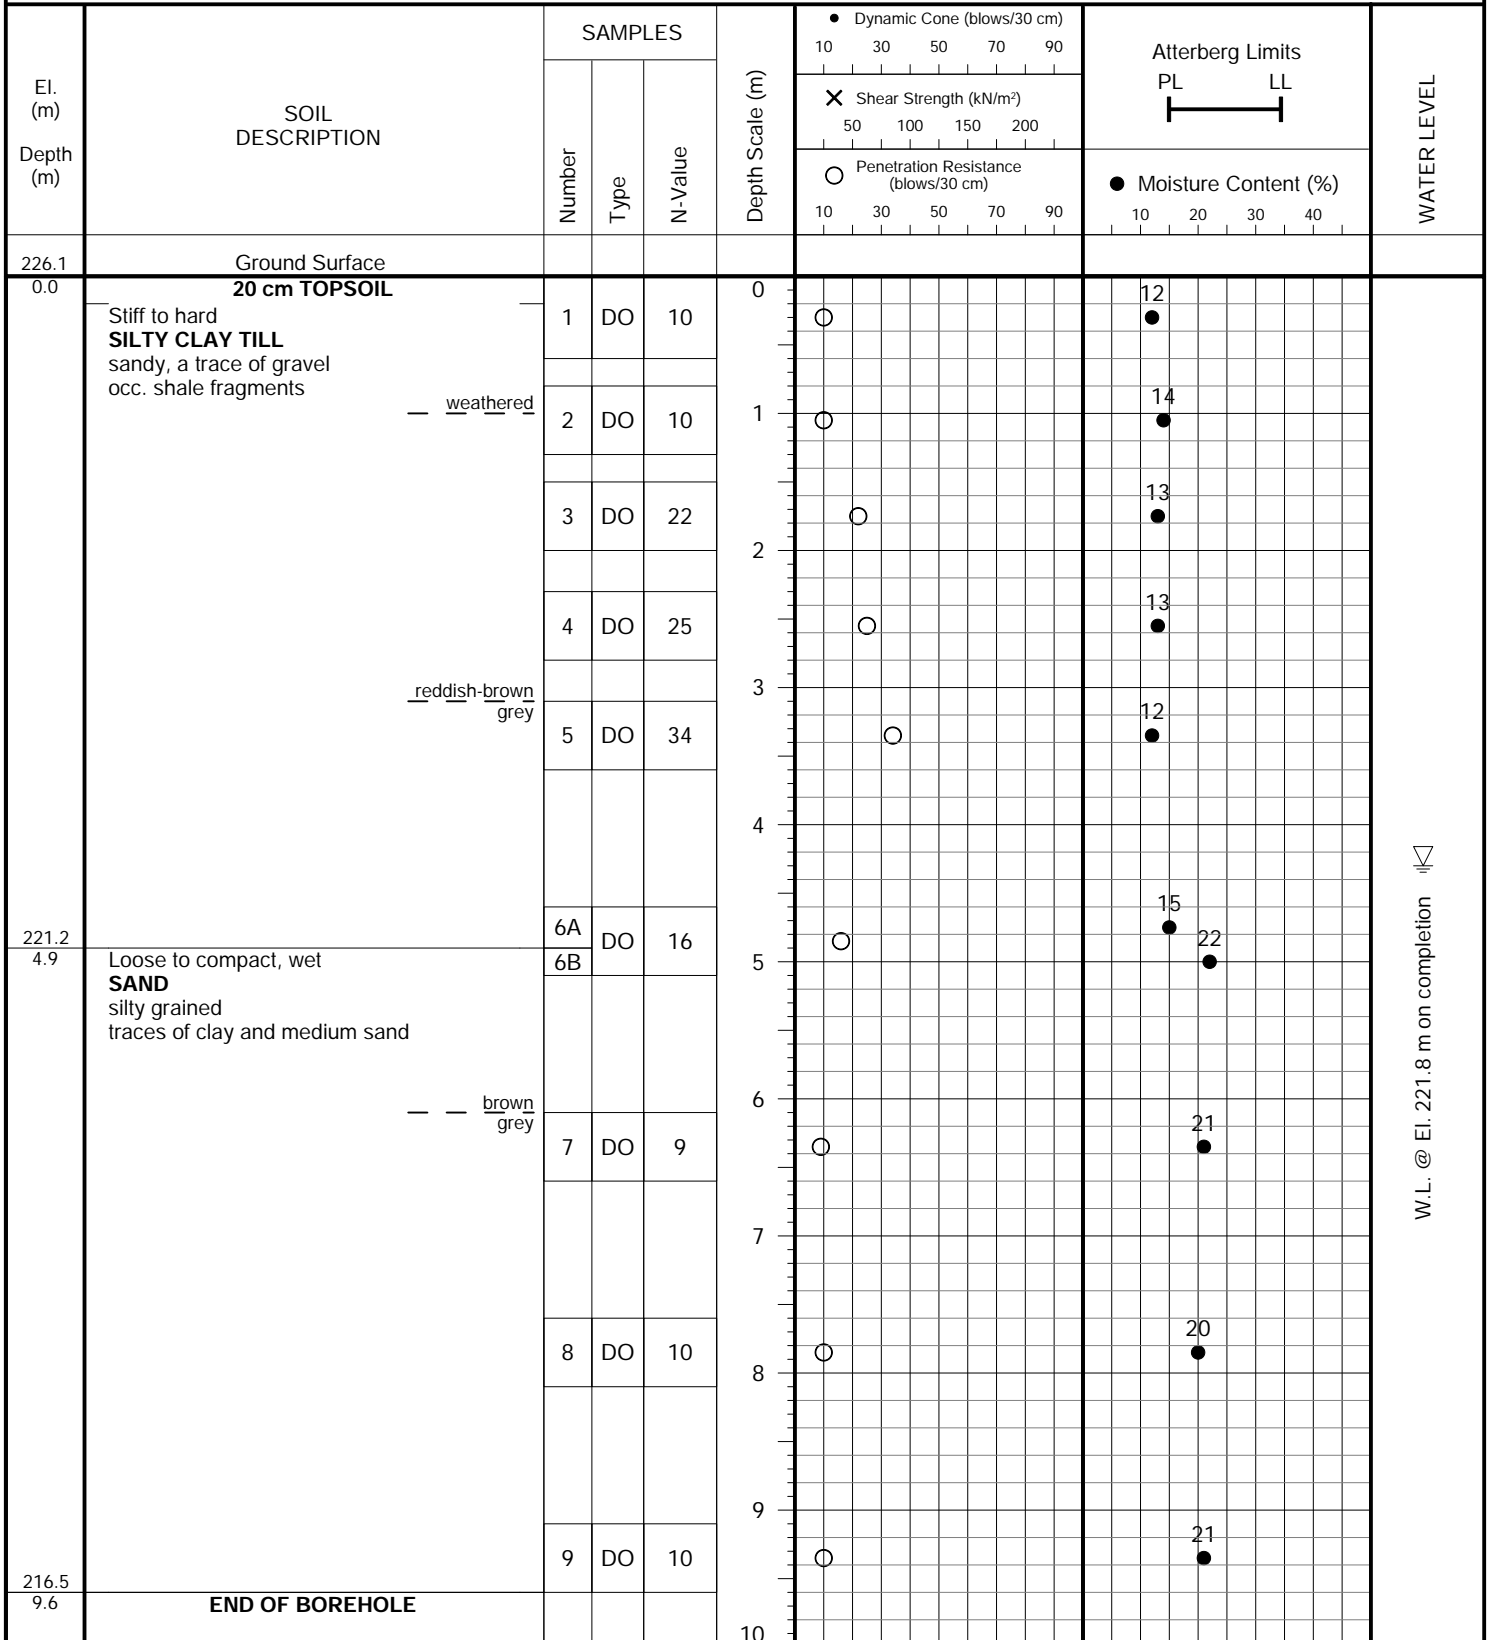 El.
(m)
Depth
(m)
SOIL
DESCRIPTION
SAMPLES
Number
Type
N-Value
Depth Scale (m)
Dynamic Cone (blows/30 cm)
10 30 50 70 90
Shear Strength (kN/m²)
50 100 150 200
Penetration Resistance
(blows/30 cm)
10 30 50 70 90
Atterberg Limits
PL LL
Moisture Content (%)
10 20 30 40
WATER LEVEL
226.1 Ground Surface
0.0 20 cm TOPSOIL 0
12
Stiff to hard 1 DO 10
SILTY CLAY TILL
sandy, a trace of gravel
occ. shale fragments
weathered
14
2 DO 10 1
13
3 DO 22
2
13
4 DO 25
3
reddish-brown
grey
12
5 DO 34
4
15
6A DO 16
221.2
22
4.9 Loose to compact, wet 6B 5
SAND
silty grained
traces of clay and medium sand
6
brown
grey
21
7 DO 9
7
20
8 DO 10
8
9
21
9 DO 10
216.5
9.6 END OF BOREHOLE
10
W.L. @ El. 221.8 m on completion